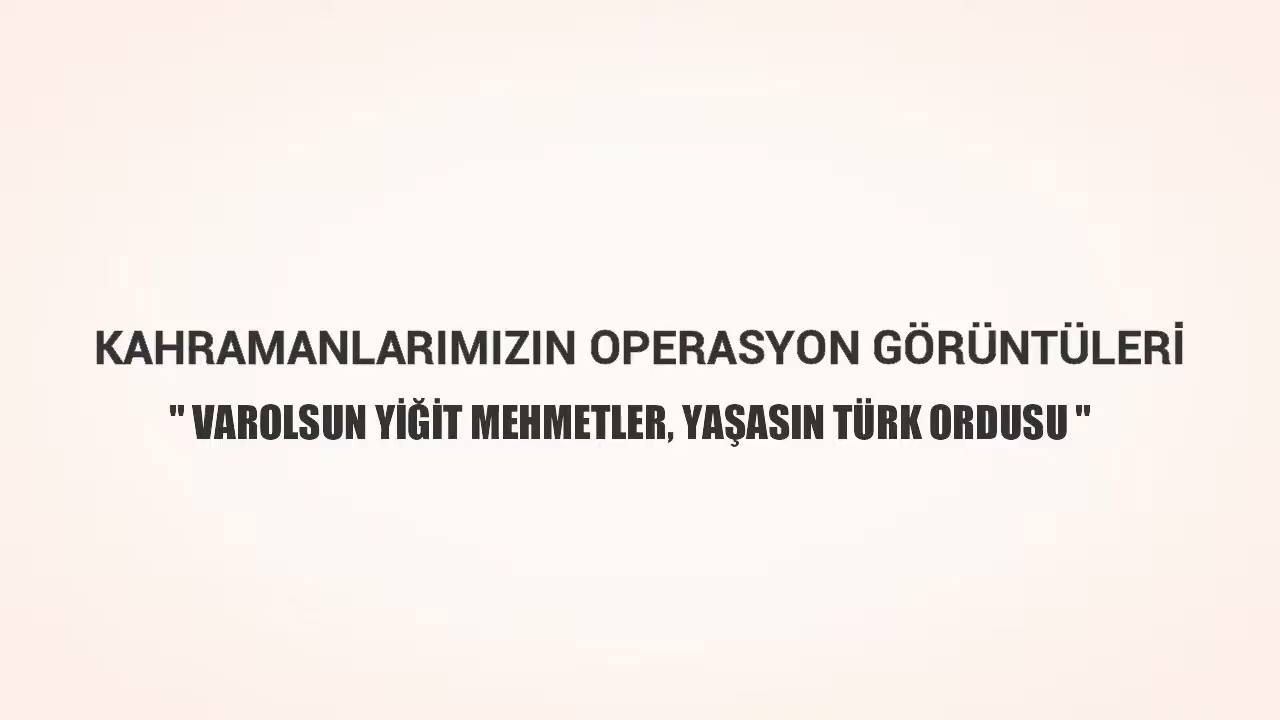 KAHRAMANLARIMIZIN OPERASYON GÖRÜNTÜLERİ
" VAROLSUN YİĞİT MEHMETLER, YAŞASIN TÜRK ORDUSU "